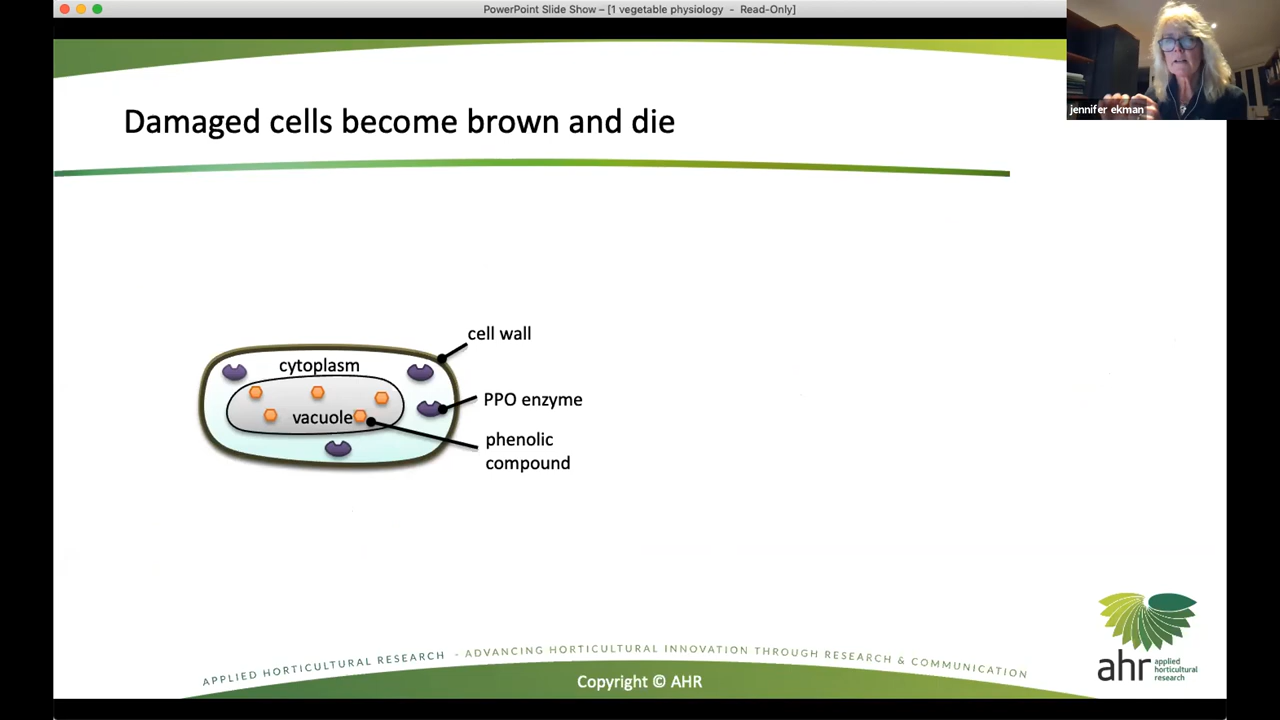 PowerPoint Slide Show – [1 vegetable physiology - Read-Only]
jennifer ekman
Damaged cells become brown and die
cell wall
cytoplasm
PPO enzyme
vacuole
phenolic
compound
APPLIED HORTICULTURAL RESEARCH - ADVANCING HORTICULTURAL INNOVATION THROUGH RESEARCH & COMMUNICATION
Copyright © AHR
ahr
applied
horticultural
research